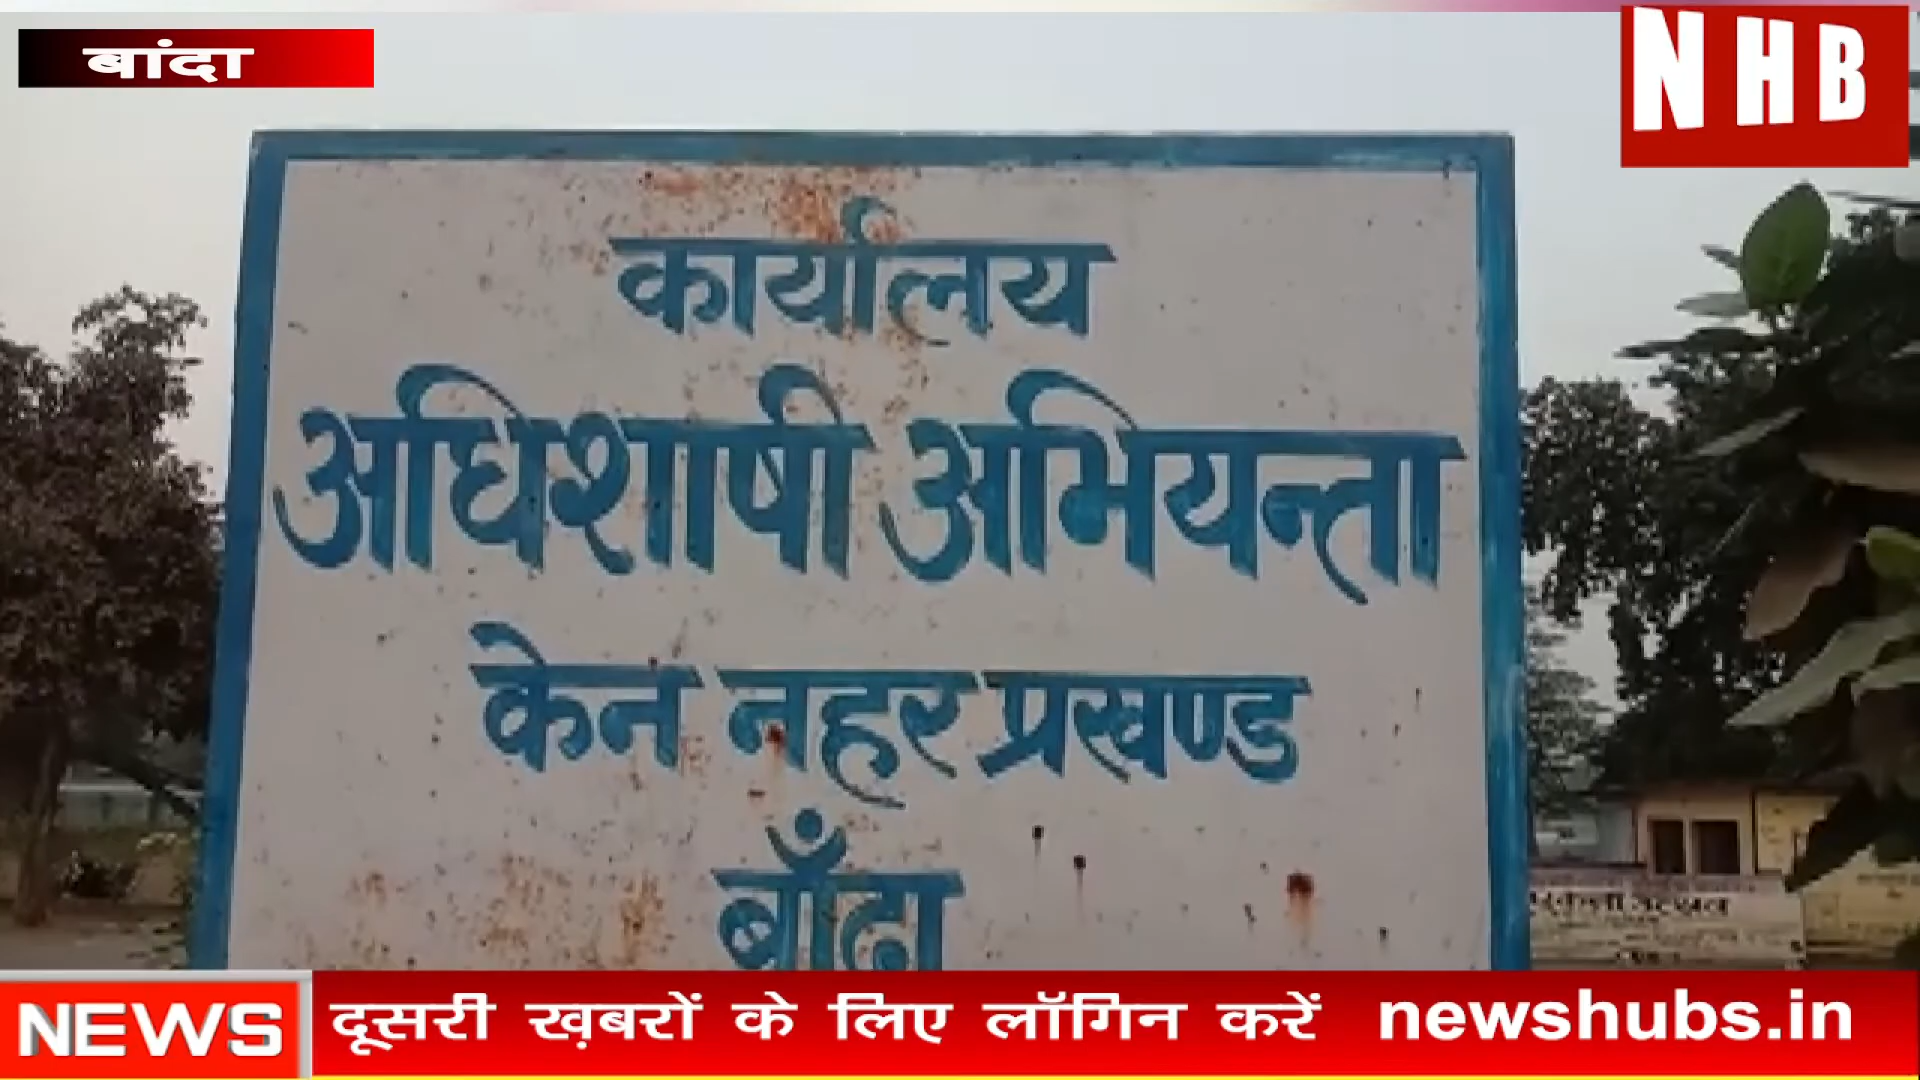 बांदा
NHB
कार्यालय
अधिशाषी अभियन्ता
केन नहर प्रखण्ड
बाँदा
NEWS
दूसरी ख़बरों के लिए लॉगिन करें newshubs.in